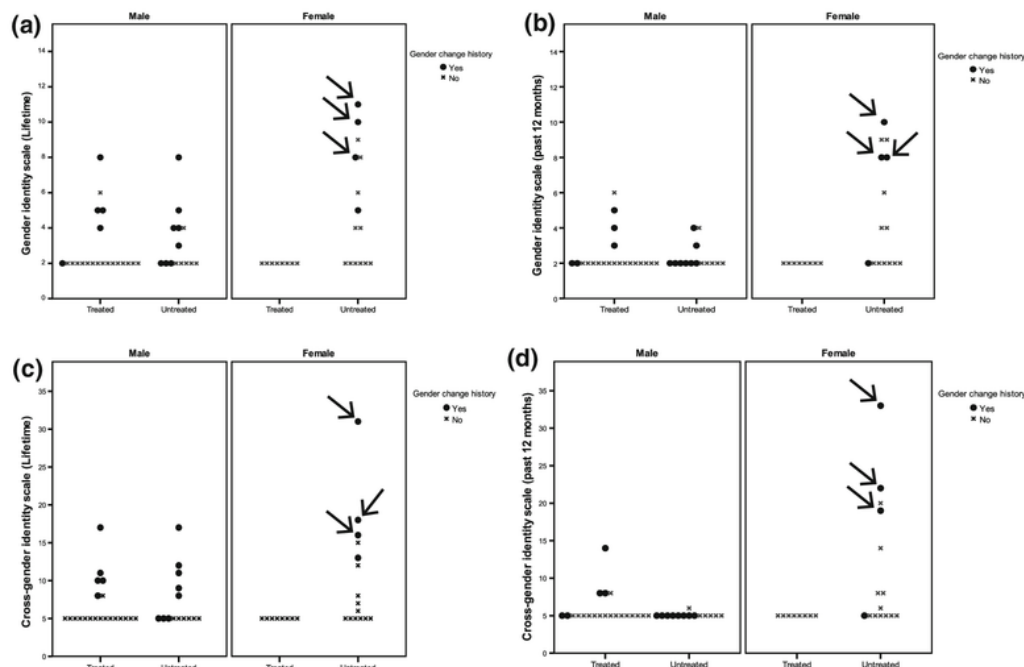 (a)
Male
Female
Gender change history
Yes
No
Gender identity scale (Lifetime)
14
12
10
8
6
4
2
0
Treated
Untreated
Treated
Untreated
(b)
Male
Female
Gender change history
Yes
No
Gender identity scale (past 12 months)
14
12
10
8
6
4
2
0
Treated
Untreated
Treated
Untreated
(c)
Male
Female
Gender change history
Yes
No
Cross-gender identity scale (Lifetime)
35
30
25
20
15
10
5
0
Treated
Untreated
Treated
Untreated
(d)
Male
Female
Gender change history
Yes
No
Cross-gender identity scale (past 12 months)
35
30
25
20
15
10
5
0
Treated
Untreated
Treated
Untreated